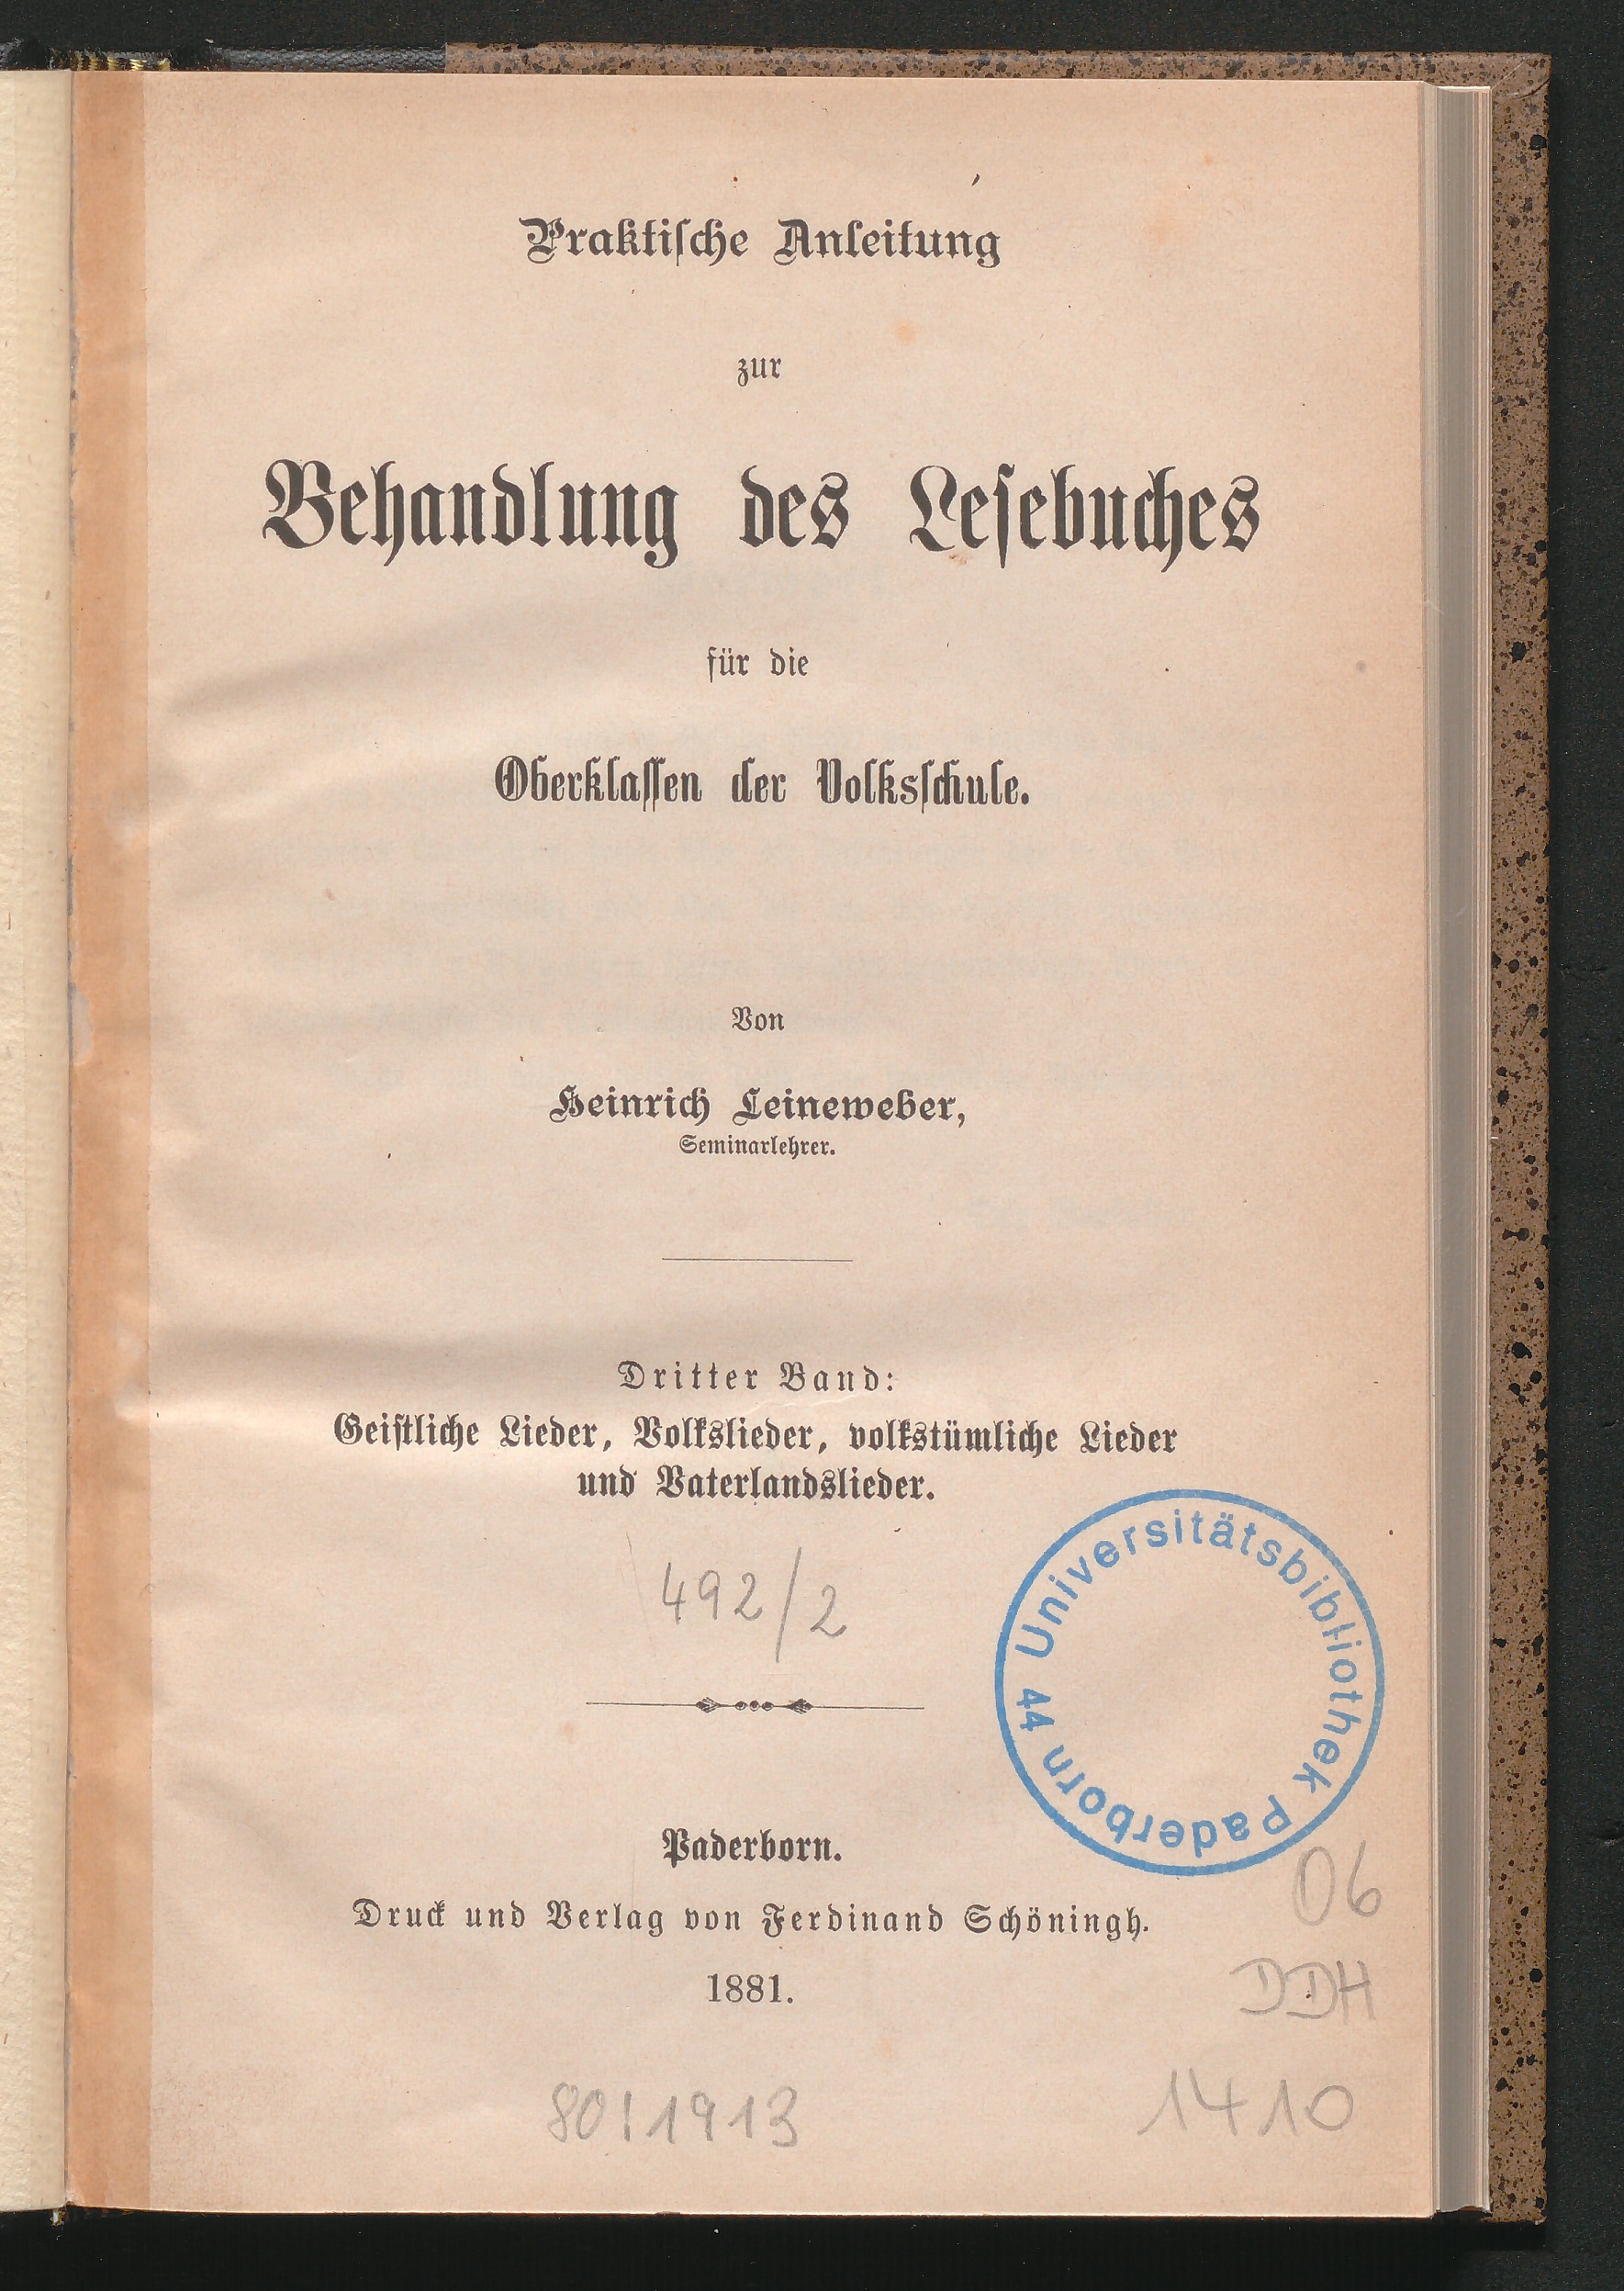 Praktiſche Anleitung
zur
Behandlung des Leſebuches
für die
Oberklaſſen der Volksſchule.
Von
Heinrich Leineweber,
Seminarlehrer.
Dritter Band:
Geiſtliche Lieder, Volkslieder, volkstümliche Lieder
und Vaterlandslieder.
492/2
Universitätsbibliothek Paderborn 44
Paderborn.
Druck und Verlag von Ferdinand Schöningh.
1881.
06
DDH
1410
80/1913